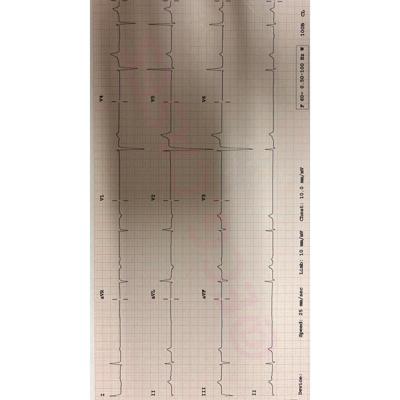 I aVR V1 V4
II aVL V2 V5
III aVF V3 V6
II
Device: Speed: 25 mm/sec Limb: 10 mm/mV Chest: 10.0 mm/mV F 60~ 0.50-100 Hz W 100B CL